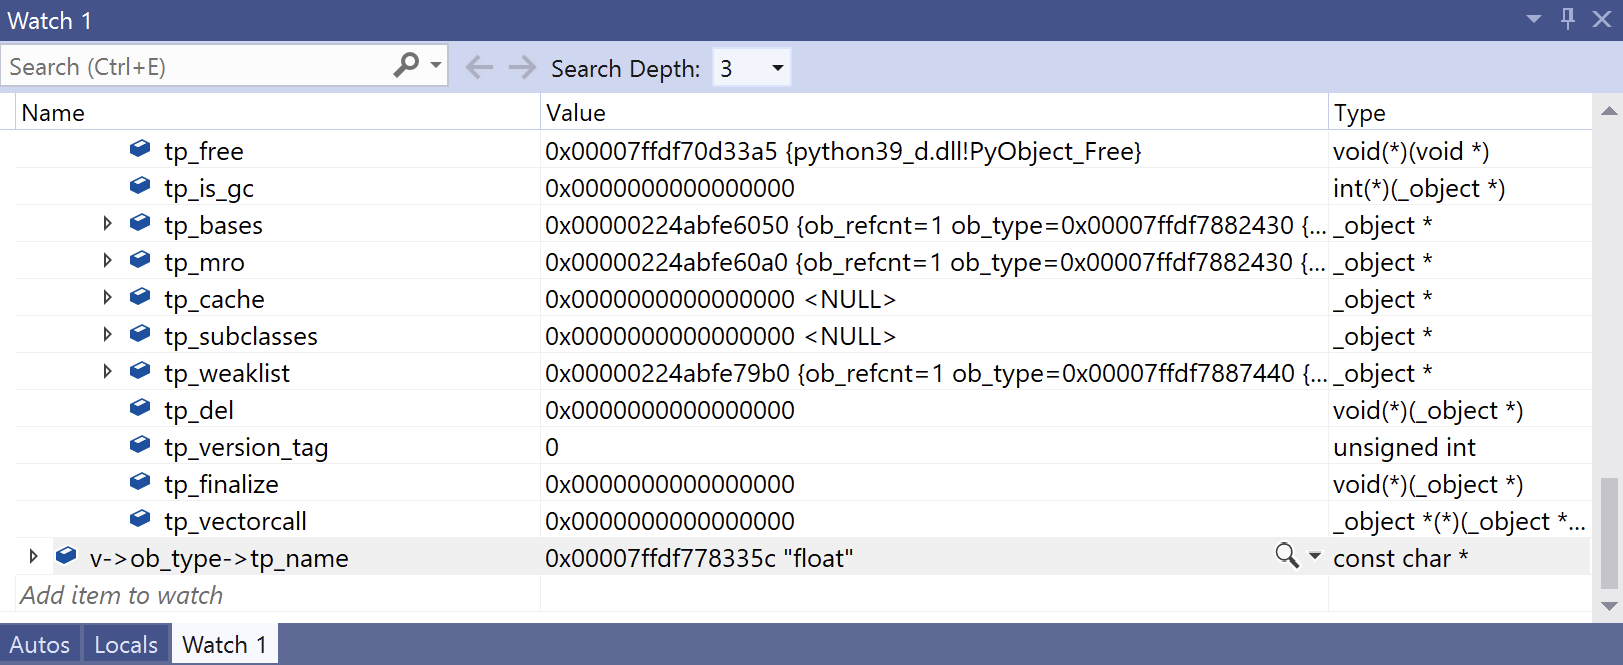 Watch 1
Search (Ctrl+E) Search Depth: 3
Name Value Type
tp_free 0x00007ffdf70d33a5 {python39_d.dll!PyObject_Free} void(*)(void *)
tp_is_gc 0x0000000000000000 int(*)(_object *)
tp_bases 0x00000224abfe6050 {ob_refcnt=1 ob_type=0x00007ffdf7882430 {... _object *
tp_mro 0x00000224abfe60a0 {ob_refcnt=1 ob_type=0x00007ffdf7882430 {... _object *
tp_cache 0x0000000000000000 <NULL> _object *
tp_subclasses 0x0000000000000000 <NULL> _object *
tp_weaklist 0x00000224abfe79b0 {ob_refcnt=1 ob_type=0x00007ffdf7887440 {... _object *
tp_del 0x0000000000000000 void(*)(_object *)
tp_version_tag 0 unsigned int
tp_finalize 0x0000000000000000 void(*)(_object *)
tp_vectorcall 0x0000000000000000 _object *(*)(_object *...
v->ob_type->tp_name 0x00007ffdf778335c "float" const char *
Add item to watch
Autos Locals Watch 1